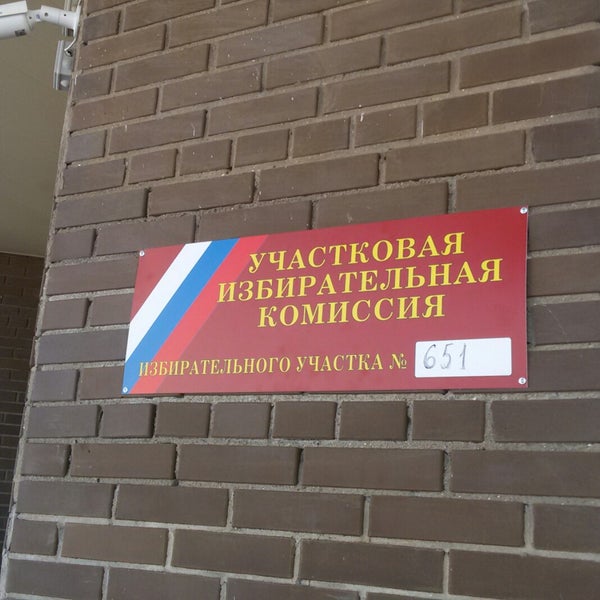 УЧАСТКОВАЯ
ИЗБИРАТЕЛЬНАЯ
КОМИССИЯ
ИЗБИРАТЕЛЬНОГО УЧАСТКА № 651